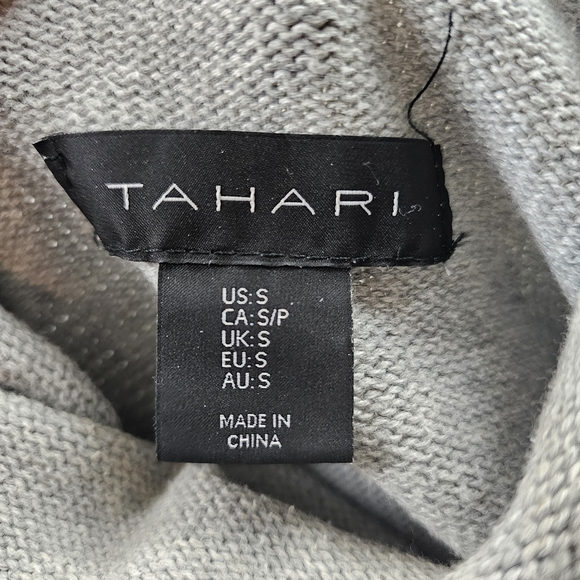 TAHARI
US: S
CA: S/P
UK: S
EU: S
AU: S
MADE IN
CHINA